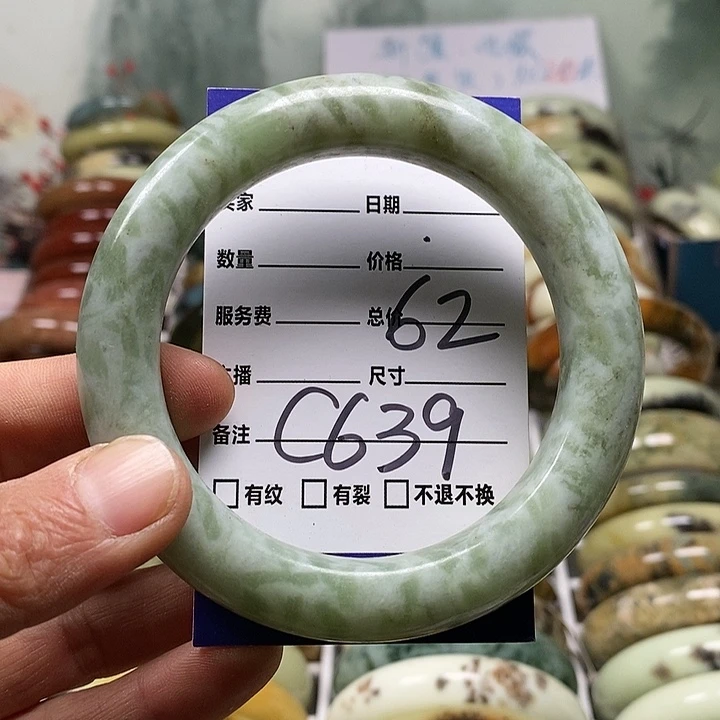 家 日期
数量 价格
服务费 总价
62
播 尺寸
备注 C639
□有纹 □有裂 □不退不换